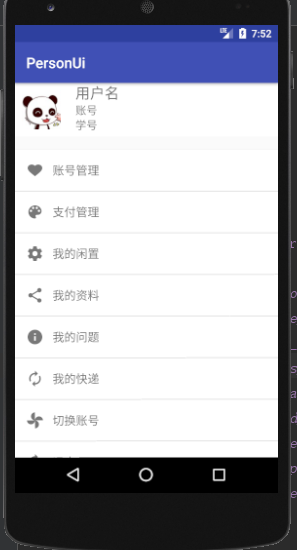 7:52
PersonUi
用户名
账号
学号
账号管理
支付管理
我的闲置
我的资料
我的问题
我的快递
切换账号